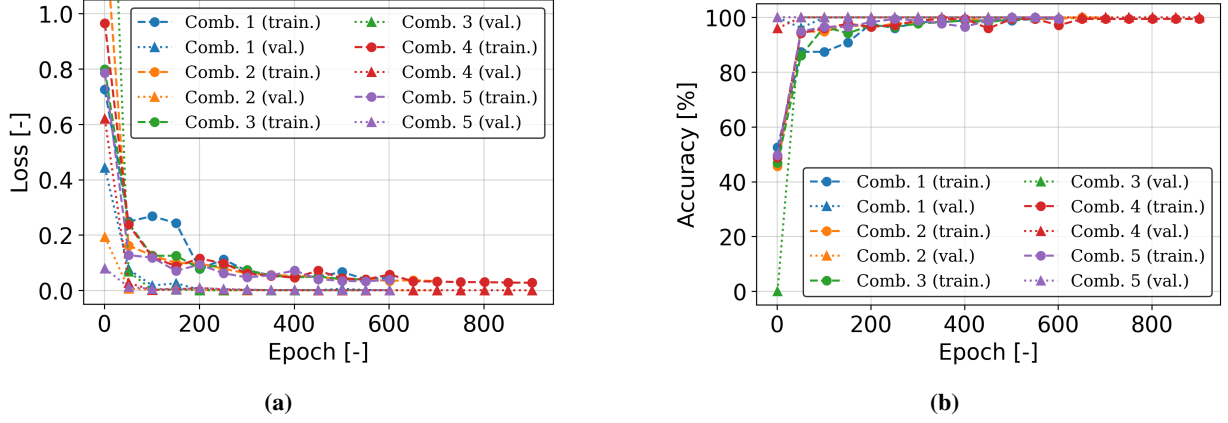 1.0
0.8
0.6
0.4
0.2
0.0
Loss [-]
0 200 400 600 800
Epoch [-]
Comb. 1 (train.)
Comb. 1 (val.)
Comb. 2 (train.)
Comb. 2 (val.)
Comb. 3 (train.)
Comb. 3 (val.)
Comb. 4 (train.)
Comb. 4 (val.)
Comb. 5 (train.)
Comb. 5 (val.)
(a)
100
80
60
40
20
0
Accuracy [%]
0 200 400 600 800
Epoch [-]
Comb. 1 (train.)
Comb. 1 (val.)
Comb. 2 (train.)
Comb. 2 (val.)
Comb. 3 (train.)
Comb. 3 (val.)
Comb. 4 (train.)
Comb. 4 (val.)
Comb. 5 (train.)
Comb. 5 (val.)
(b)